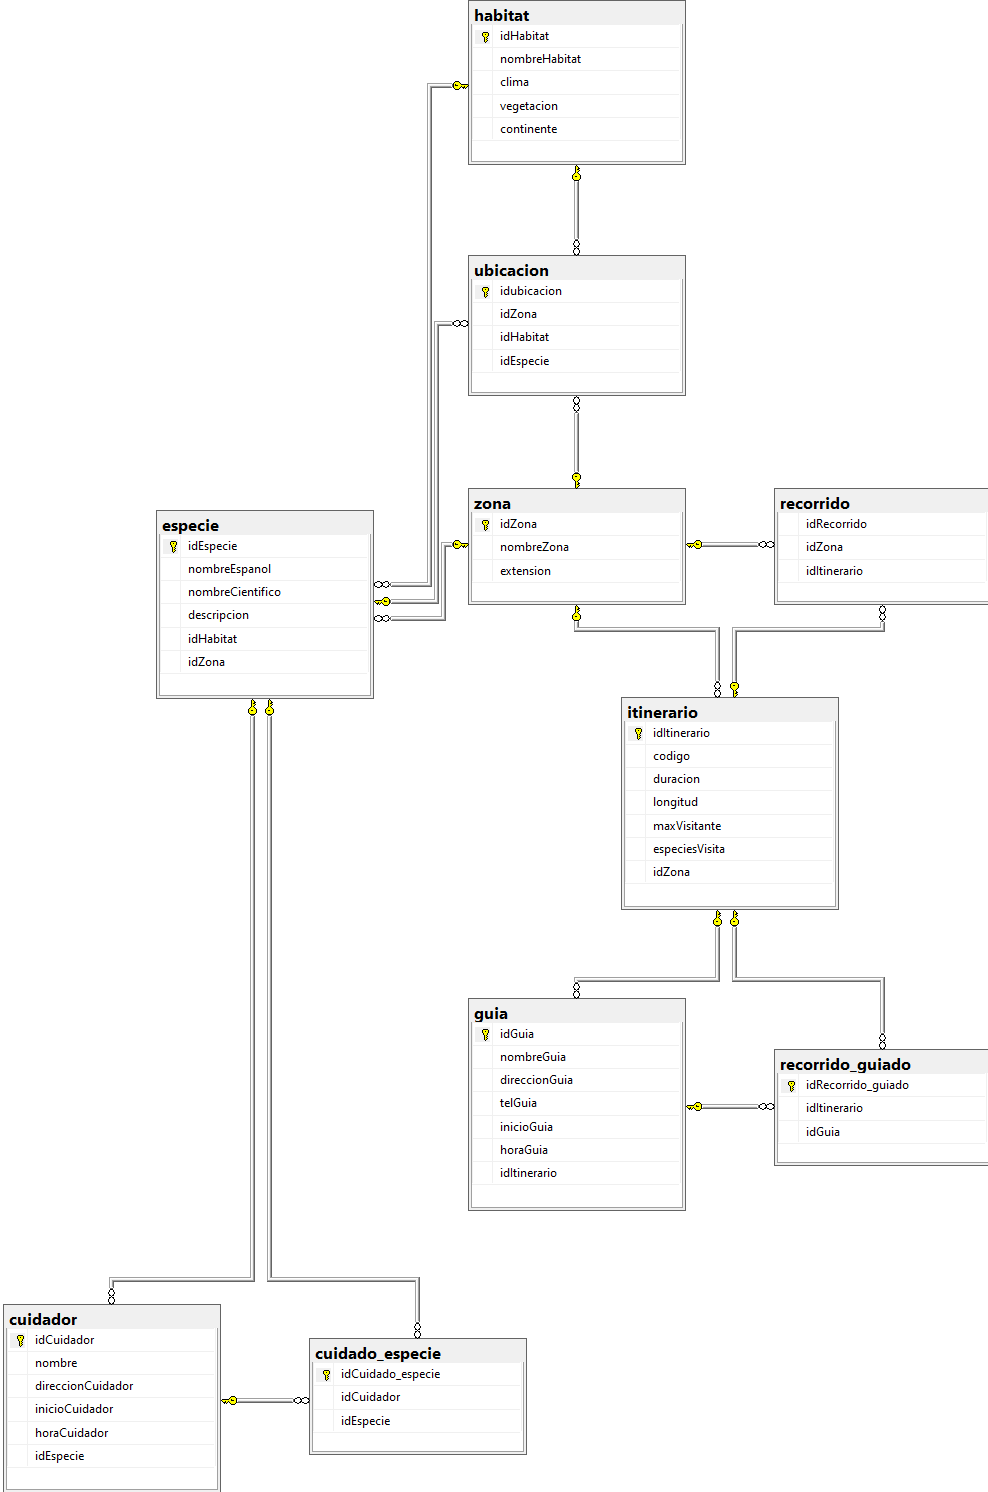 habitat
idHabitat
nombreHabitat
clima
vegetacion
continente
ubicacion
idubicacion
idZona
idHabitat
idEspecie
zona
idZona
nombreZona
extension
recorrido
idRecorrido
idZona
idItinerario
especie
idEspecie
nombreEspanol
nombreCientifico
descripcion
idHabitat
idZona
itinerario
idItinerario
codigo
duracion
longitud
maxVisitante
especiesVisita
idZona
guia
idGuia
nombreGuia
direccionGuia
telGuia
inicioGuia
horaGuia
idItinerario
recorrido_guiado
idRecorrido_guiado
idItinerario
idGuia
cuidador
idCuidador
nombre
direccionCuidador
inicioCuidador
horaCuidador
idEspecie
cuidado_especie
idCuidado_especie
idCuidador
idEspecie